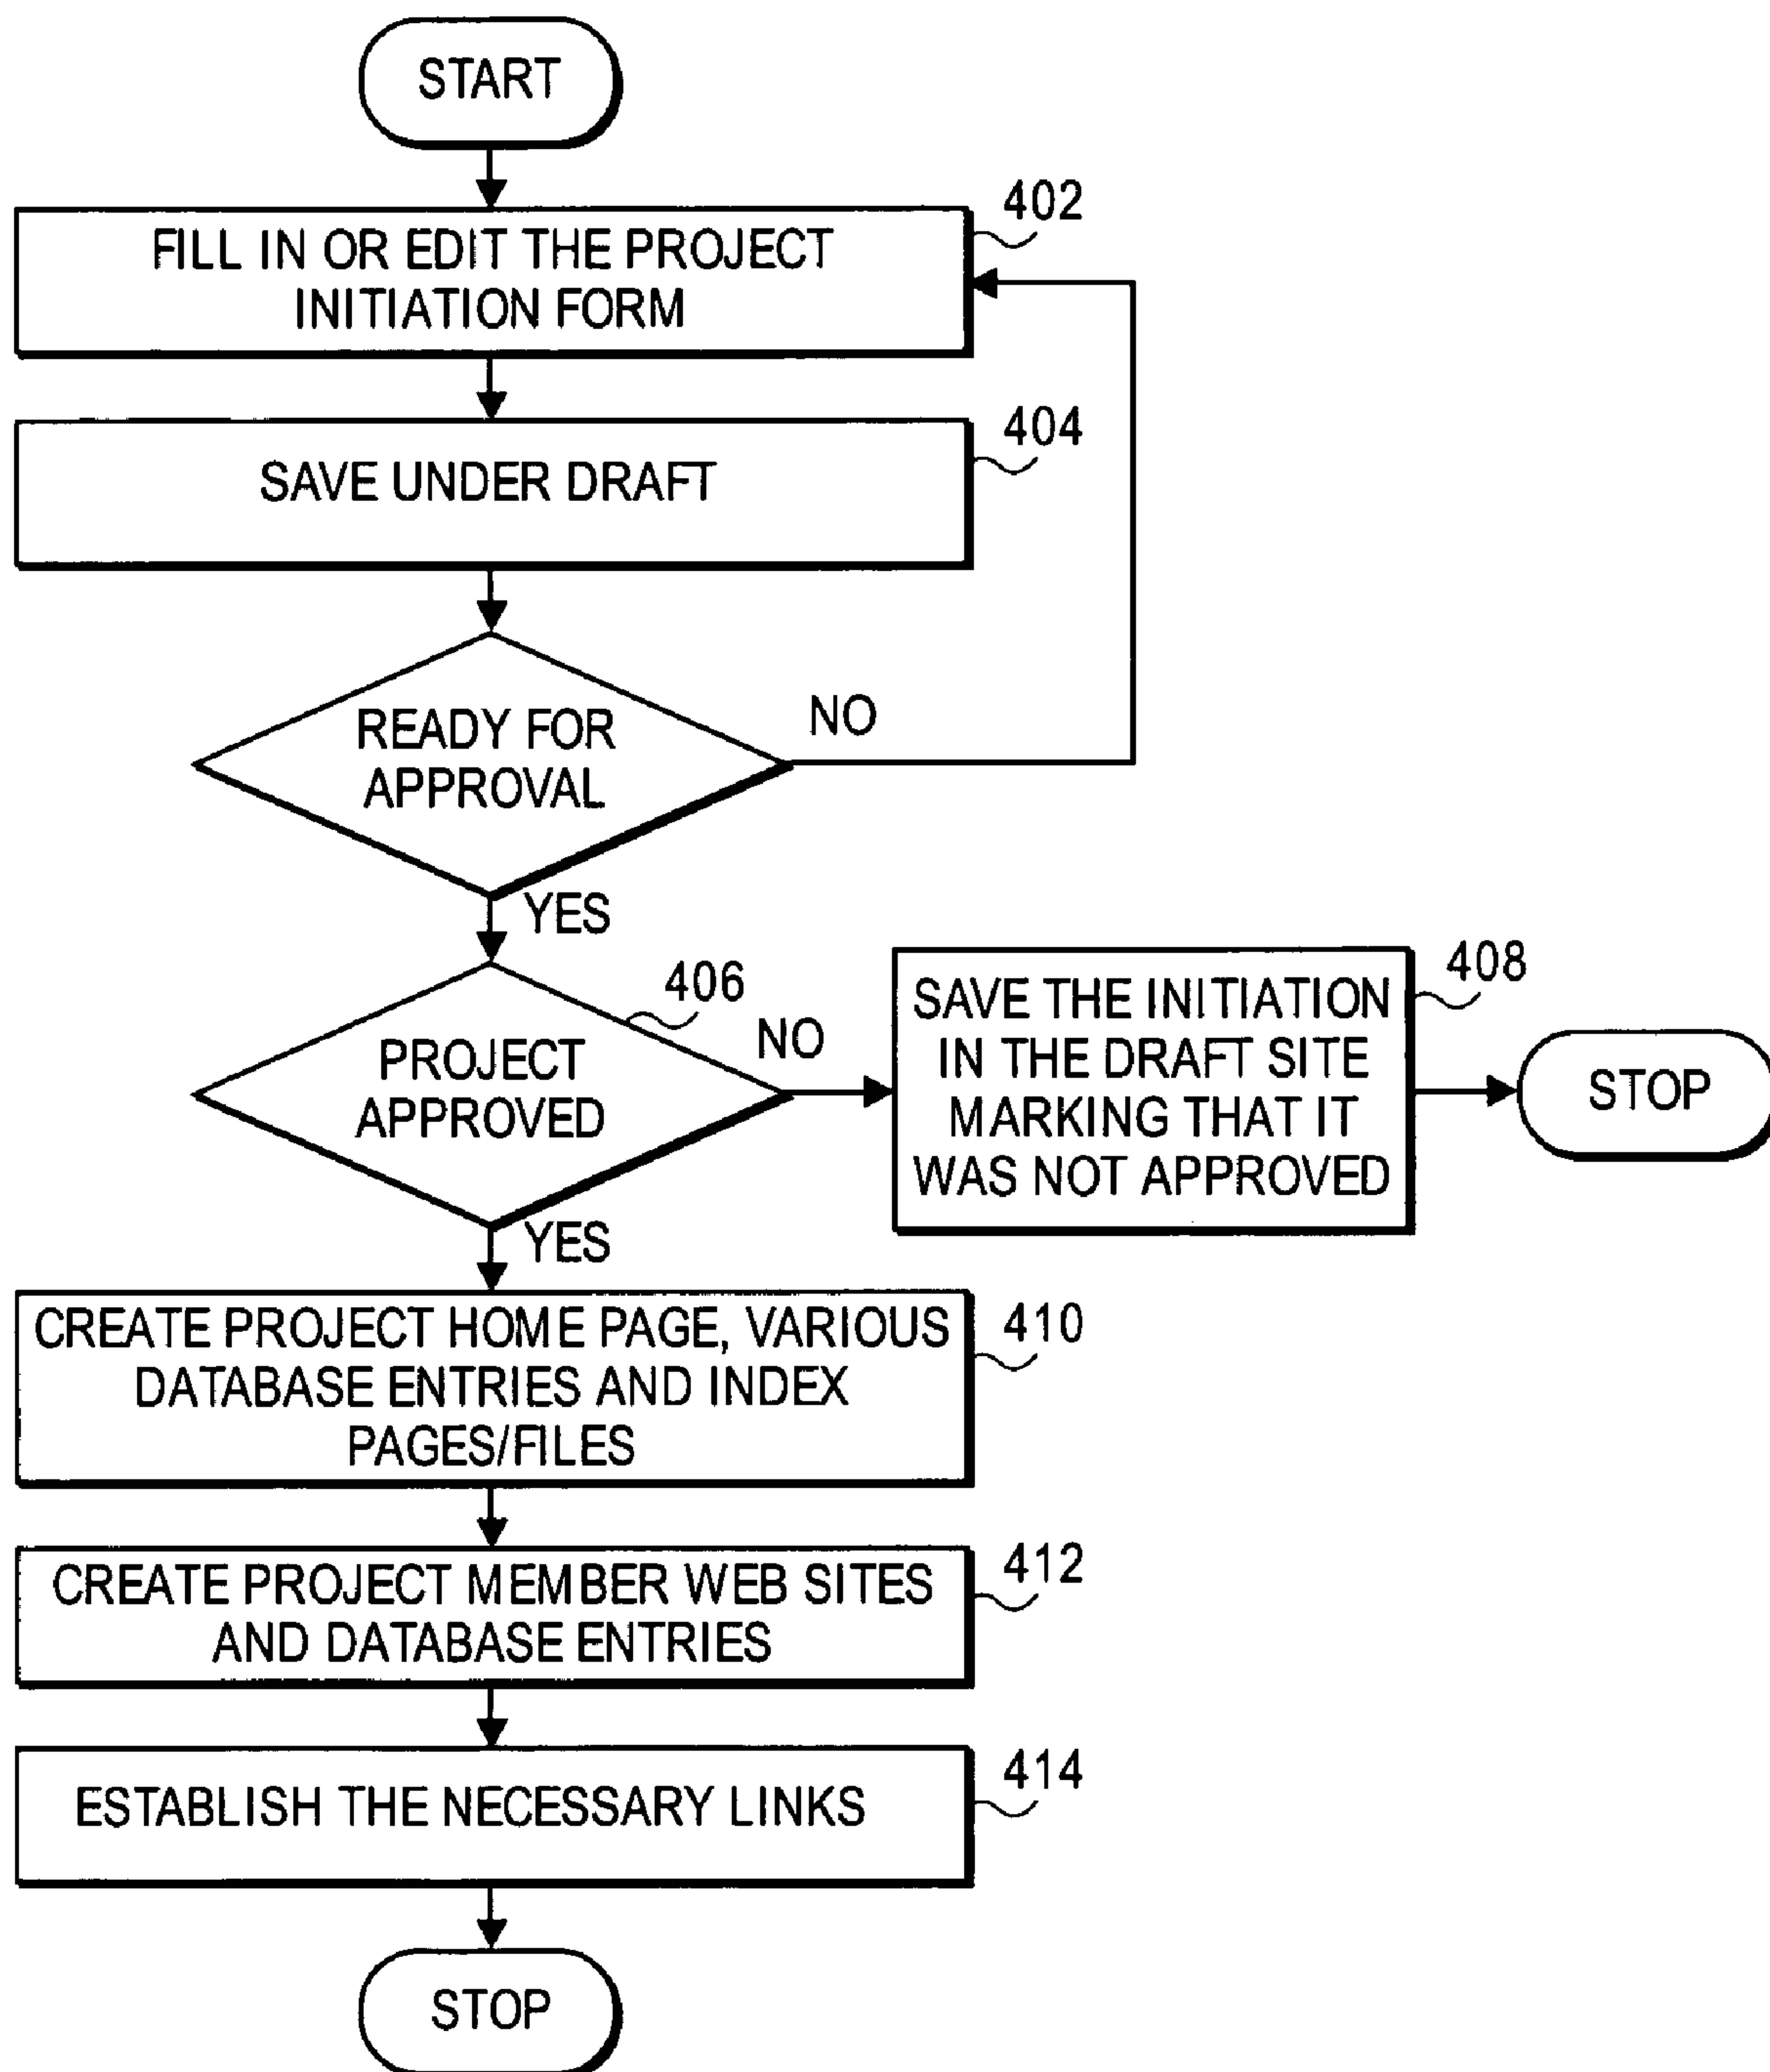 START
402
FILL IN OR EDIT THE PROJECT
INITIATION FORM
404
SAVE UNDER DRAFT
READY FOR
APPROVAL
NO
YES
406
PROJECT
APPROVED
NO
408
SAVE THE INITIATION
IN THE DRAFT SITE
MARKING THAT IT
WAS NOT APPROVED
STOP
YES
410
CREATE PROJECT HOME PAGE, VARIOUS
DATABASE ENTRIES AND INDEX
PAGES/FILES
412
CREATE PROJECT MEMBER WEB SITES
AND DATABASE ENTRIES
414
ESTABLISH THE NECESSARY LINKS
STOP